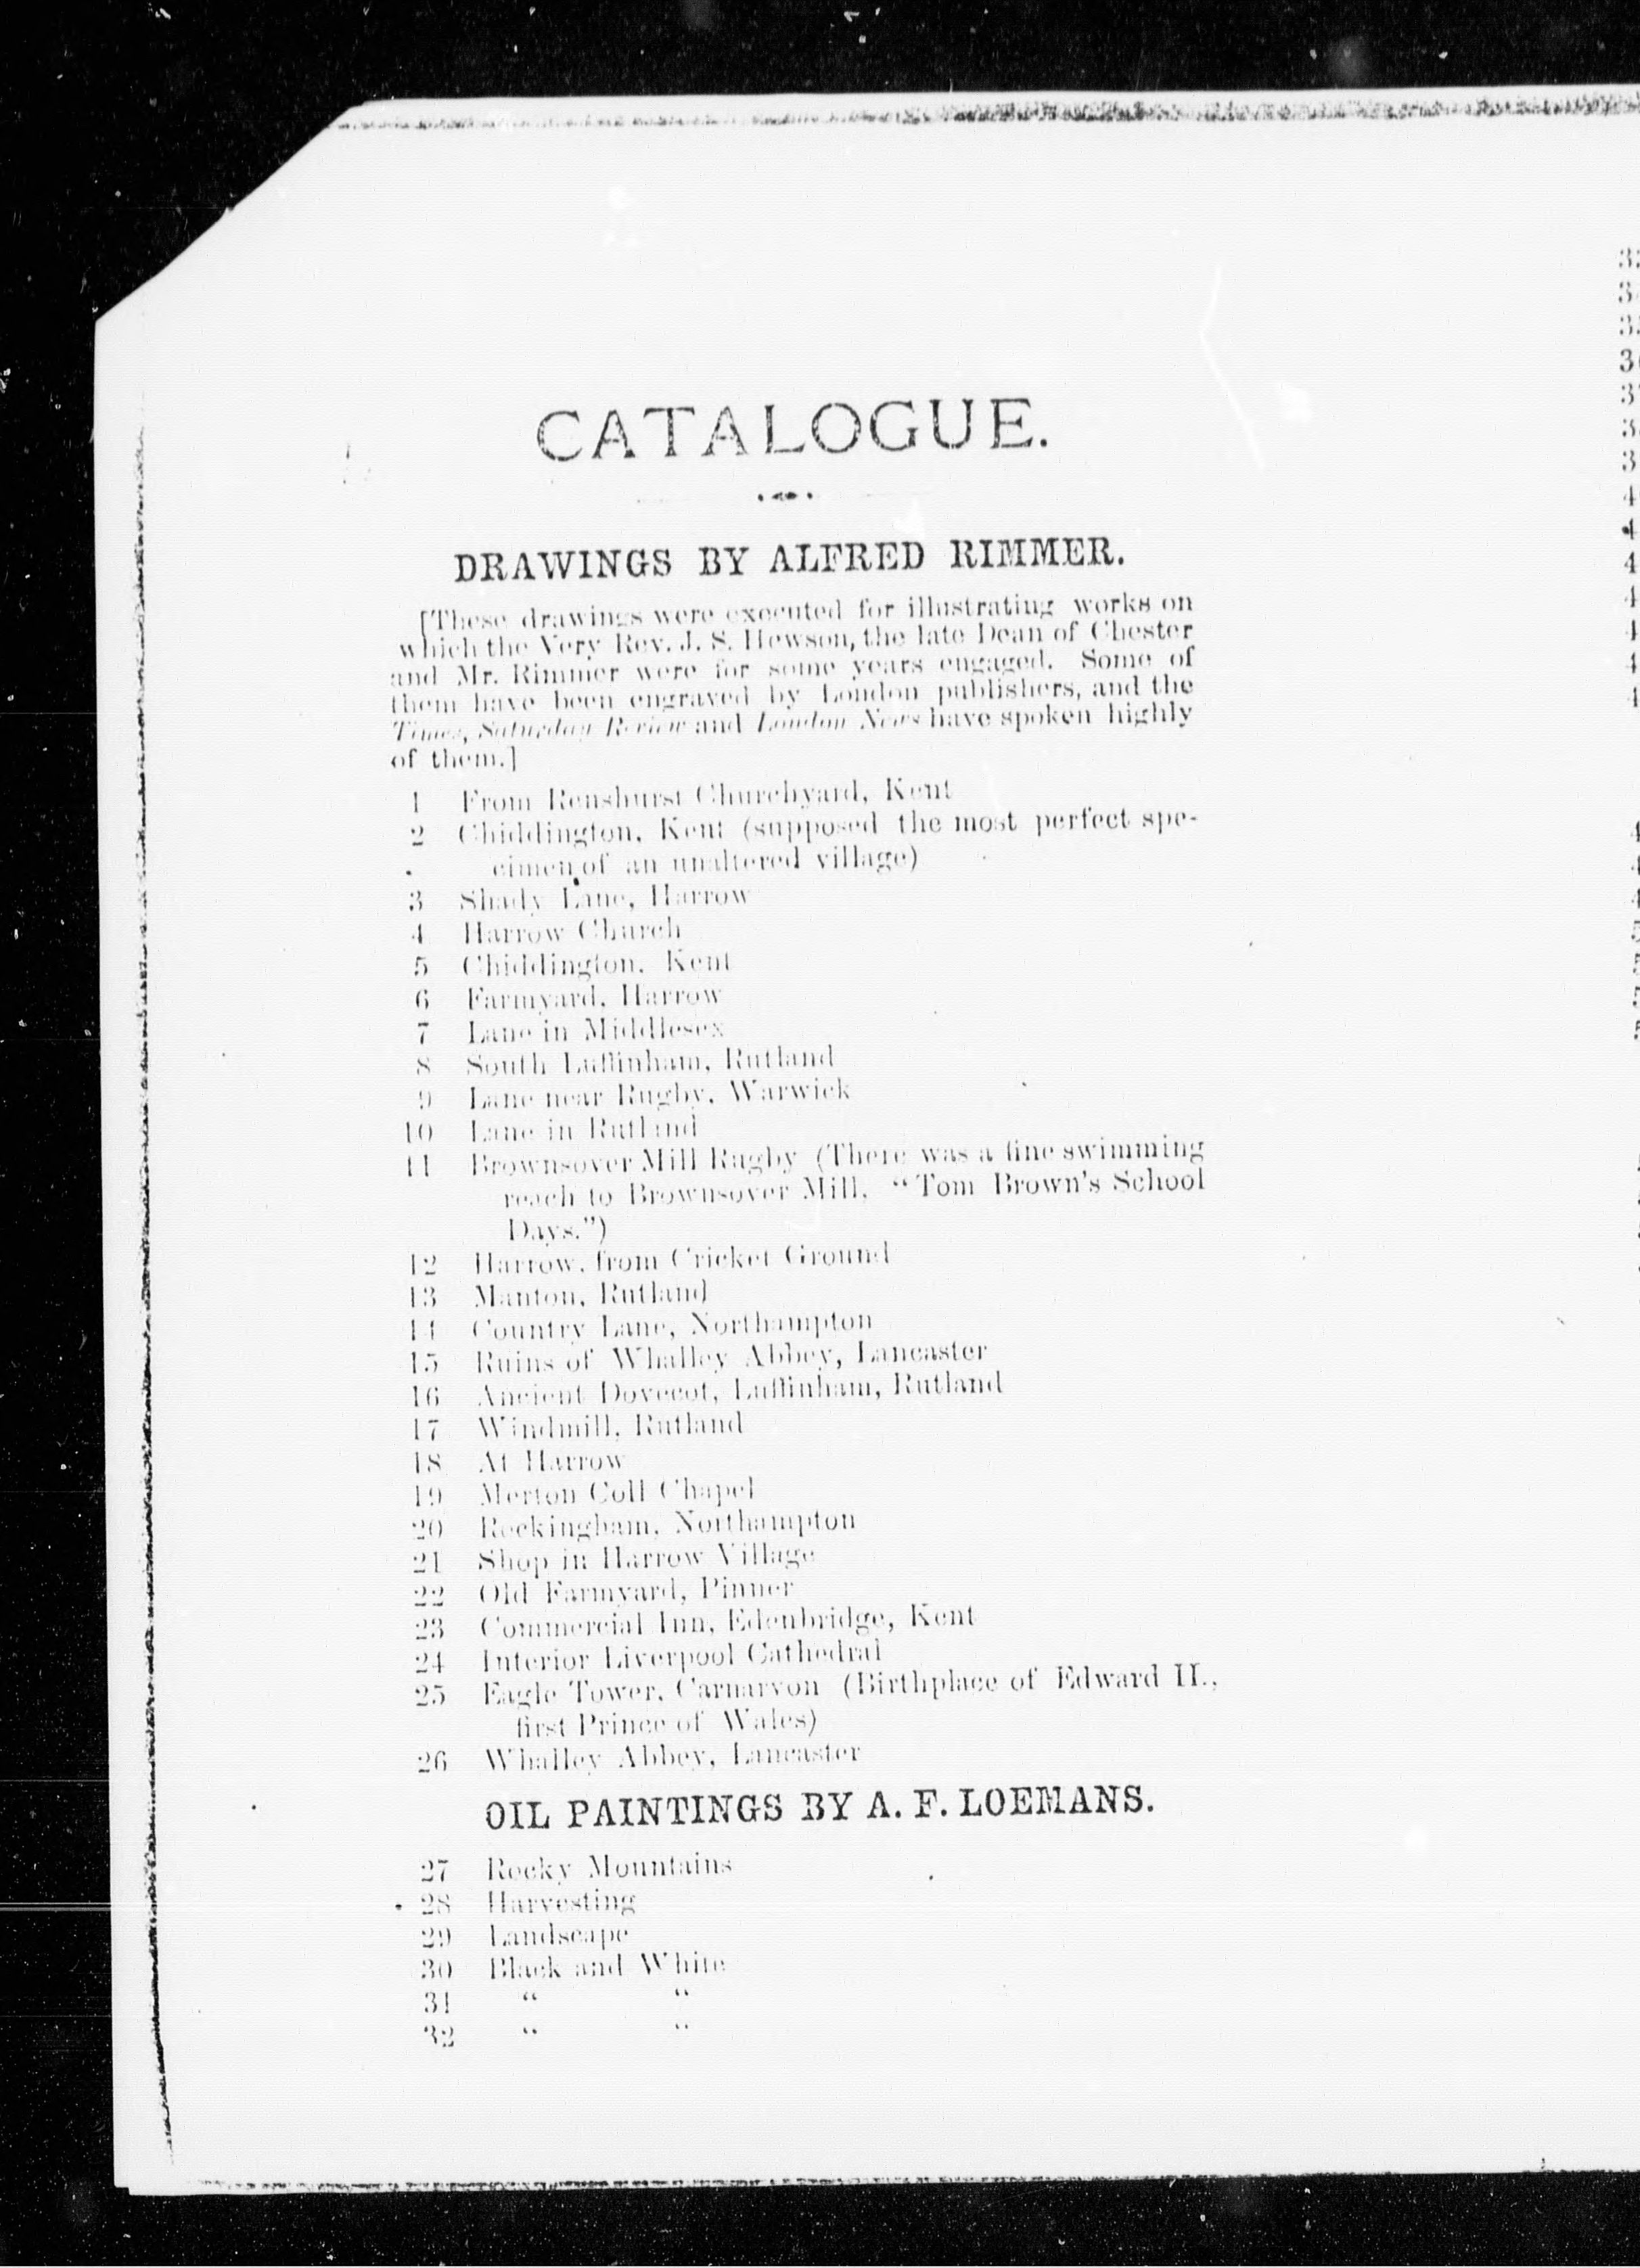 CATALOGUE.
DRAWINGS BY ALFRED RIMMER.
[These drawings were executed for illustrating works on
which the Very Rev. J. S. Hewson, the late Dean of Chester
and Mr. Rimmer were for some years engaged. Some of
them have been engraved by London publishers, and the
Times, Saturday Review and London News have spoken highly
of them.]
1 From Renshurst Churchyard, Kent
2 Chiddington, Kent (supposed the most perfect spe-
cimen of an unaltered village)
3 Shady Lane, Harrow
4 Harrow Church
5 Chiddington, Kent
6 Farmyard, Harrow
7 Lane in Middlesex
8 South Luffinham, Rutland
9 Lane near Rugby, Warwick
10 Lane in Rutland
11 Brownsover Mill Rugby (There was a fine swimming
reach to Brownsover Mill, "Tom Brown's School
Days.")
12 Harrow, from Cricket Ground
13 Manton, Rutland
14 Country Lane, Northampton
15 Ruins of Whalley Abbey, Lancaster
16 Ancient Dovecot, Luffinham, Rutland
17 Windmill, Rutland
18 At Harrow
19 Merton Coll Chapel
20 Rockingham, Northampton
21 Shop in Harrow Village
22 Old Farmyard, Pinner
23 Commercial Inn, Edenbridge, Kent
24 Interior Liverpool Cathedral
25 Eagle Tower, Carnarvon (Birthplace of Edward II.,
first Prince of Wales)
26 Whalley Abbey, Lancaster
OIL PAINTINGS BY A. F. LOEMANS.
27 Rocky Mountains
28 Harvesting
29 Landscape
30 Black and White
31 " "
32 " "